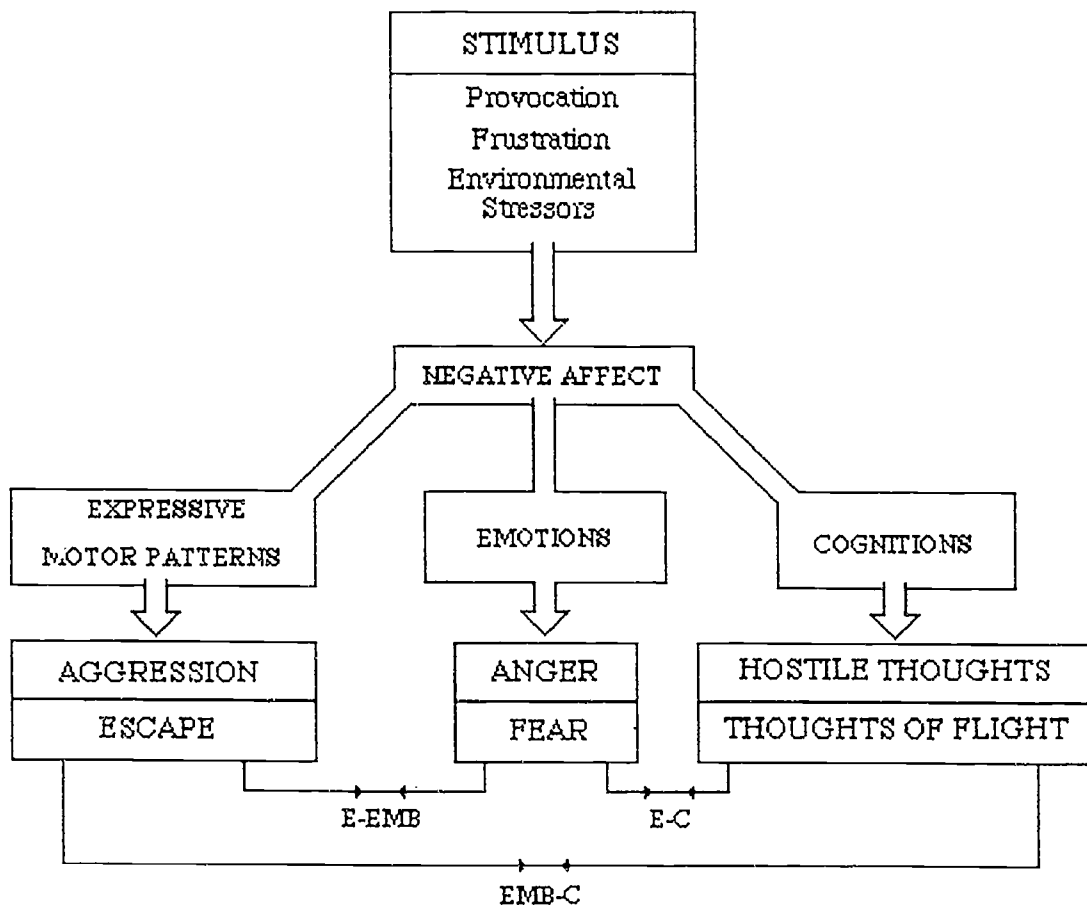 STIMULUS
Provocation
Frustration
Environmental
Stressors
NEGATIVE AFFECT
EXPRESSIVE
MOTOR PATTERNS
EMOTIONS
COGNITIONS
AGGRESSION
ESCAPE
ANGER
FEAR
HOSTILE THOUGHTS
THOUGHTS OF FLIGHT
E-EMB
E-C
EMB-C